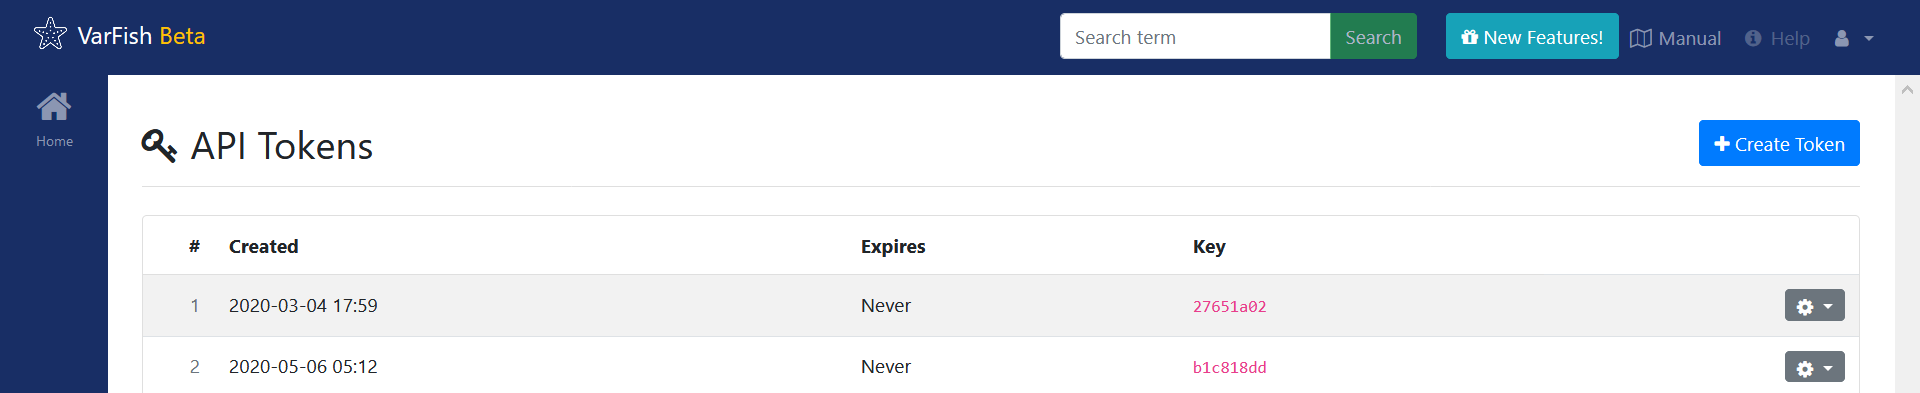 VarFish Beta
Search term
Search
New Features!
Manual
Help
Home
API Tokens
Create Token
# Created Expires Key
1 2020-03-04 17:59 Never 27651a02
2 2020-05-06 05:12 Never b1c818dd